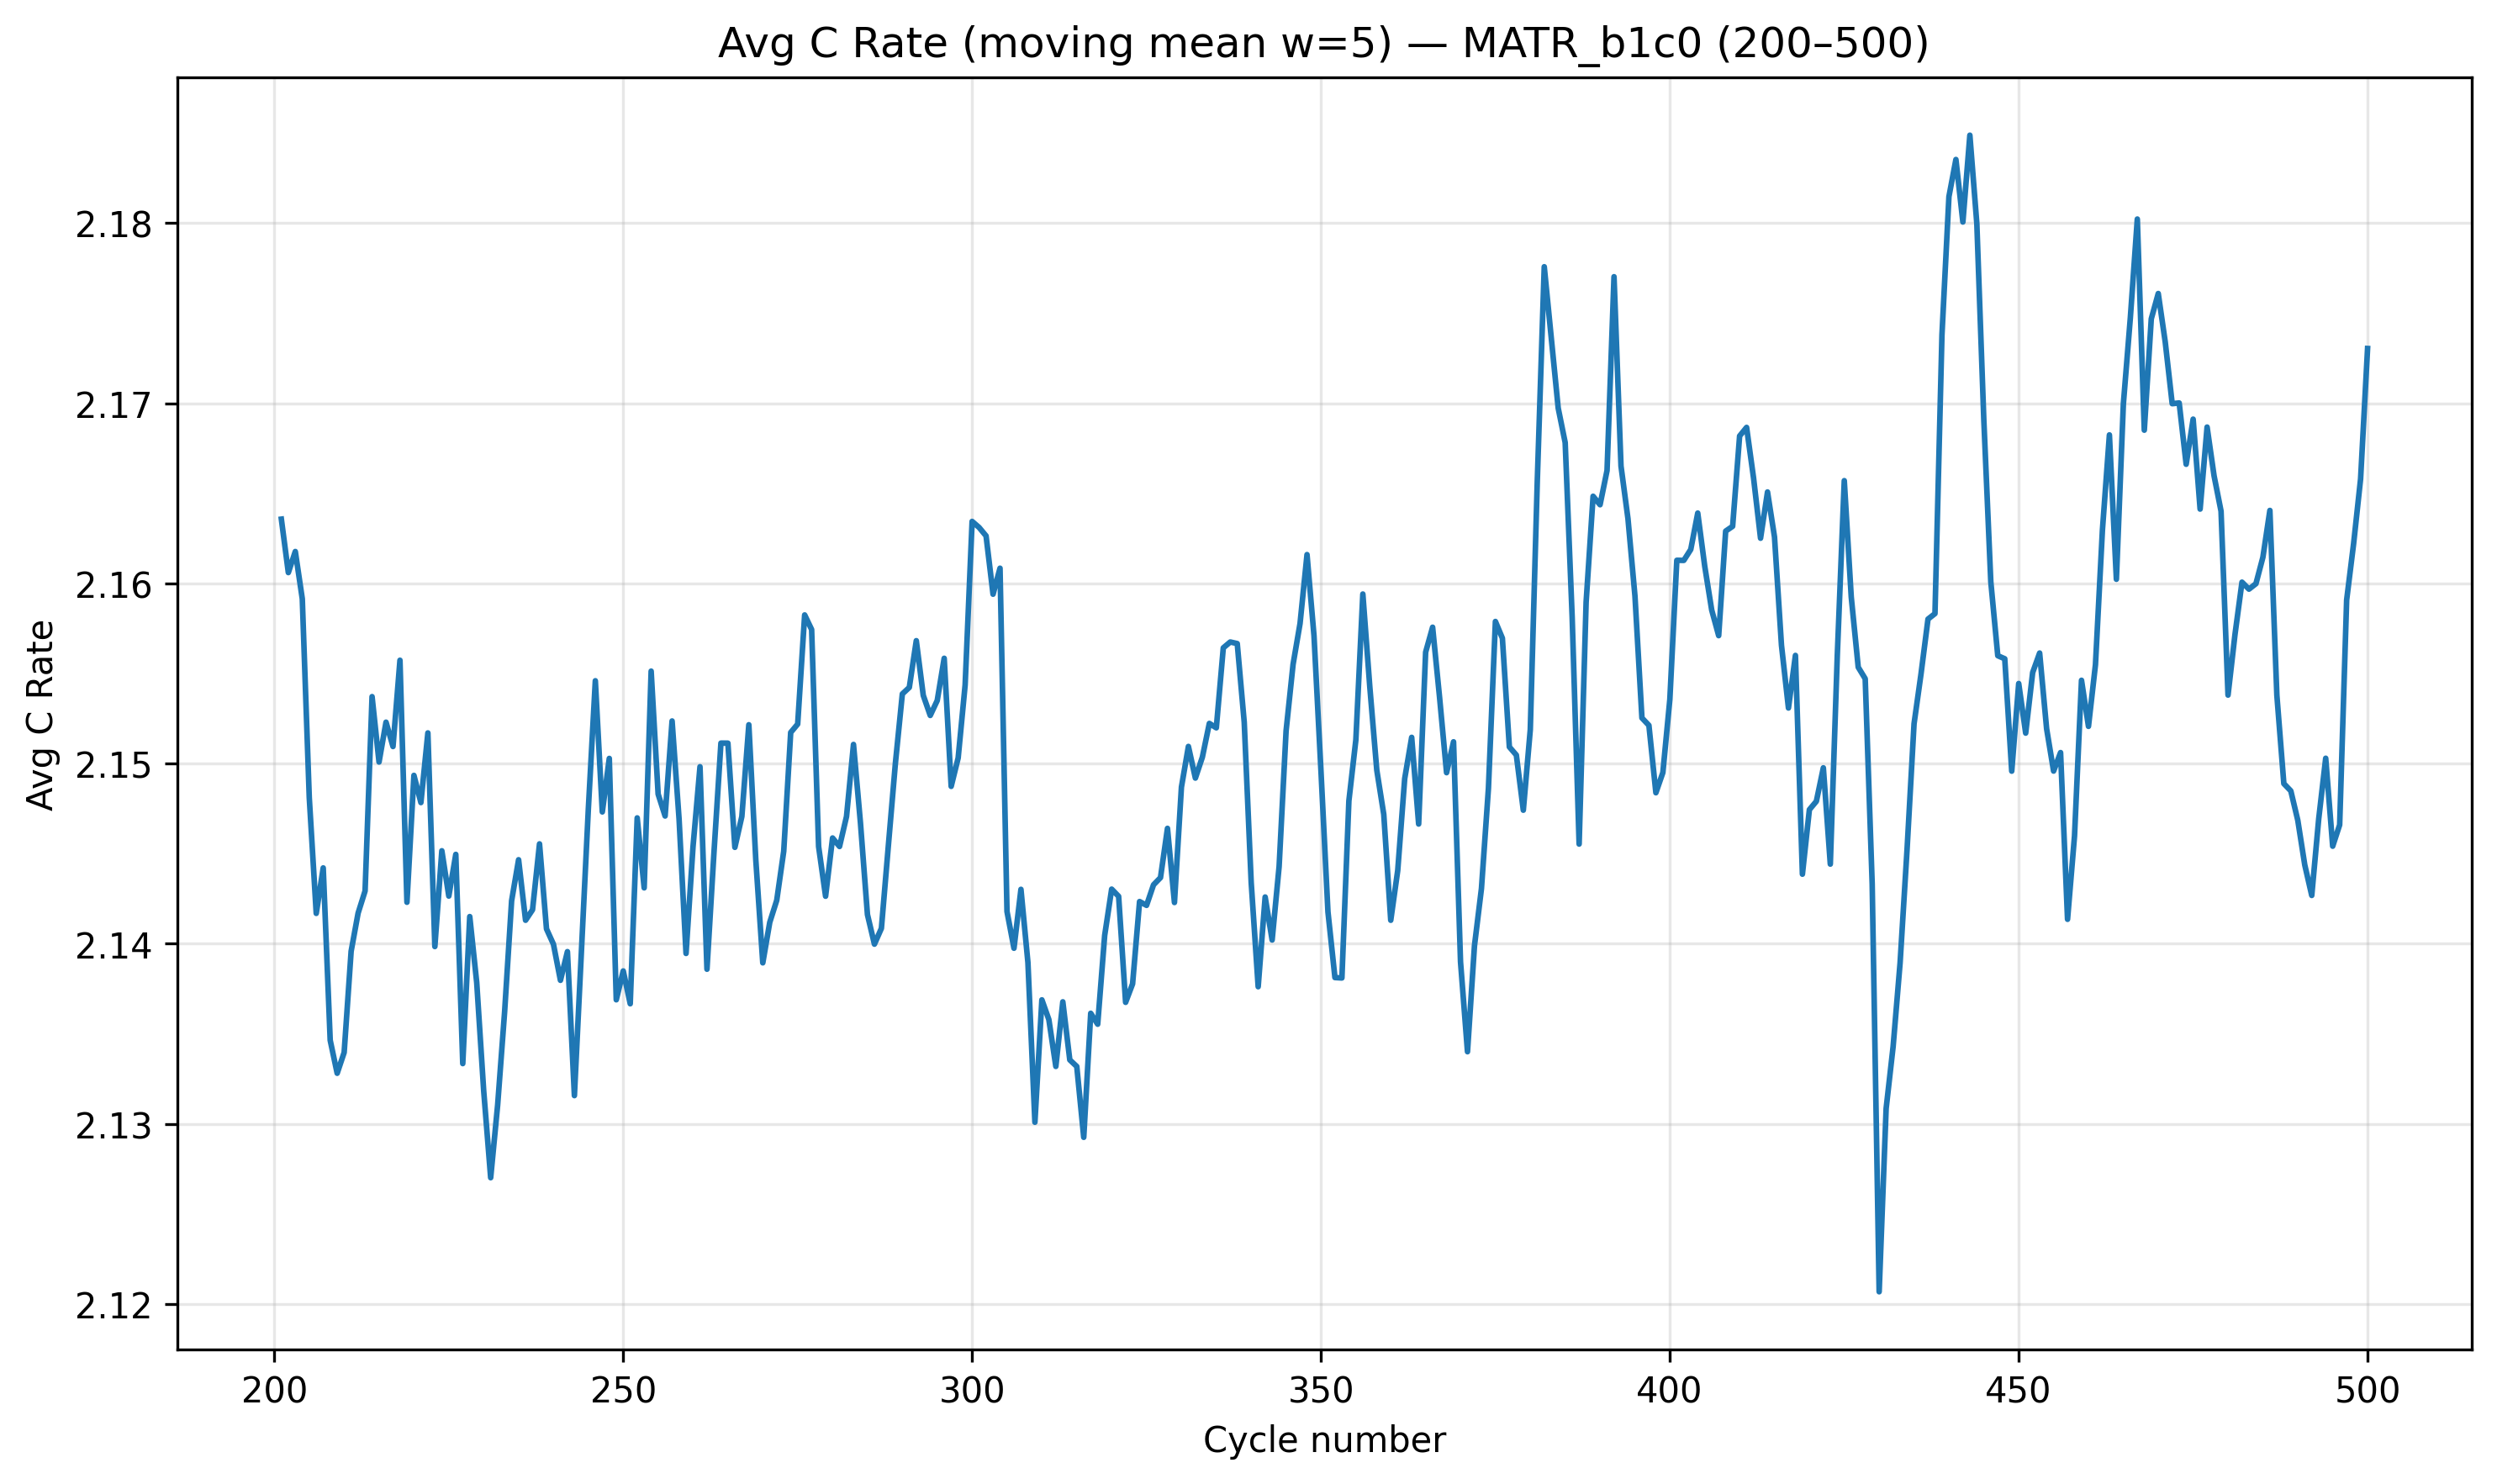 Avg C Rate (moving mean w=5) — MATR_b1c0 (200–500)
Avg C Rate
2.18
2.17
2.16
2.15
2.14
2.13
2.12
200 250 300 350 400 450 500
Cycle number